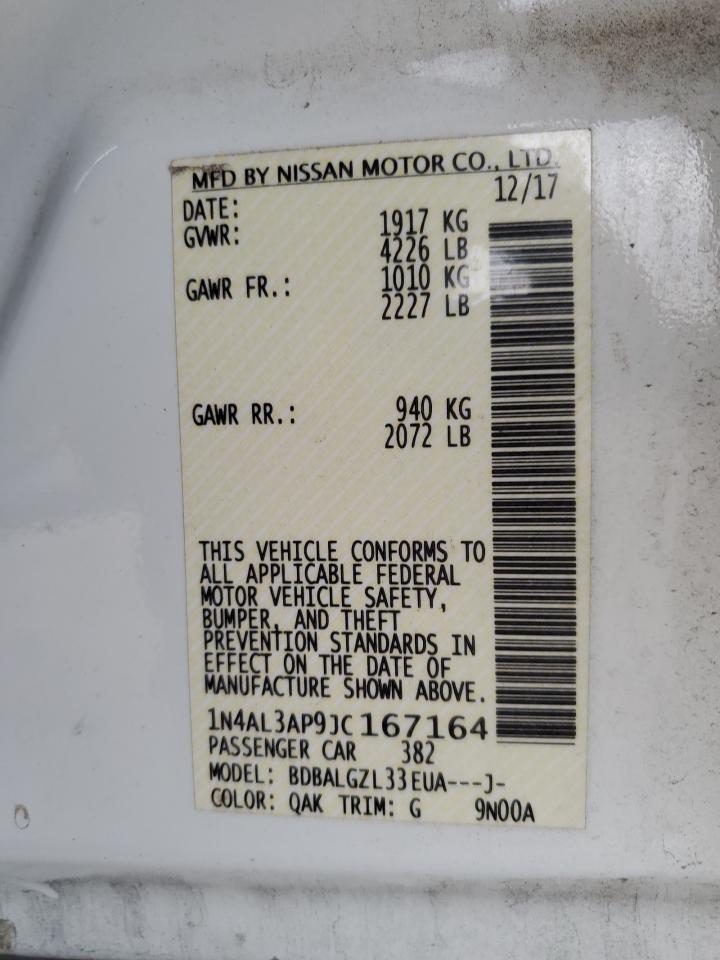 MFD BY NISSAN MOTOR CO., LTD.
DATE: 12/17
GVWR: 1917 KG
4226 LB
GAWR FR.: 1010 KG
2227 LB
GAWR RR.: 940 KG
2072 LB
THIS VEHICLE CONFORMS TO
ALL APPLICABLE FEDERAL
MOTOR VEHICLE SAFETY,
BUMPER, AND THEFT
PREVENTION STANDARDS IN
EFFECT ON THE DATE OF
MANUFACTURE SHOWN ABOVE.
1N4AL3AP9JC167164
PASSENGER CAR 382
MODEL: BDBALGZL33EUA---J-
COLOR: QAK TRIM: G 9N00A